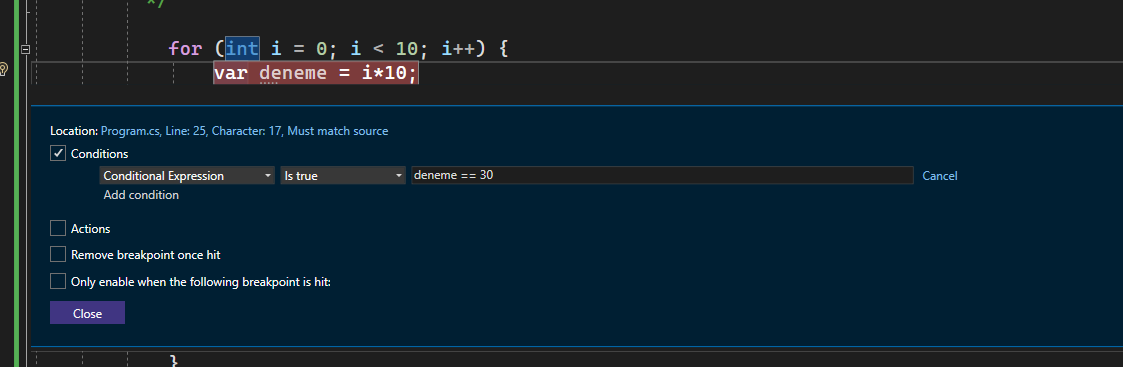 */
for (int i = 0; i < 10; i++) {
var deneme = i*10;
Location: Program.cs, Line: 25, Character: 17, Must match source
Conditions
Conditional Expression Is true deneme == 30 Cancel
Add condition
Actions
Remove breakpoint once hit
Only enable when the following breakpoint is hit:
Close
}